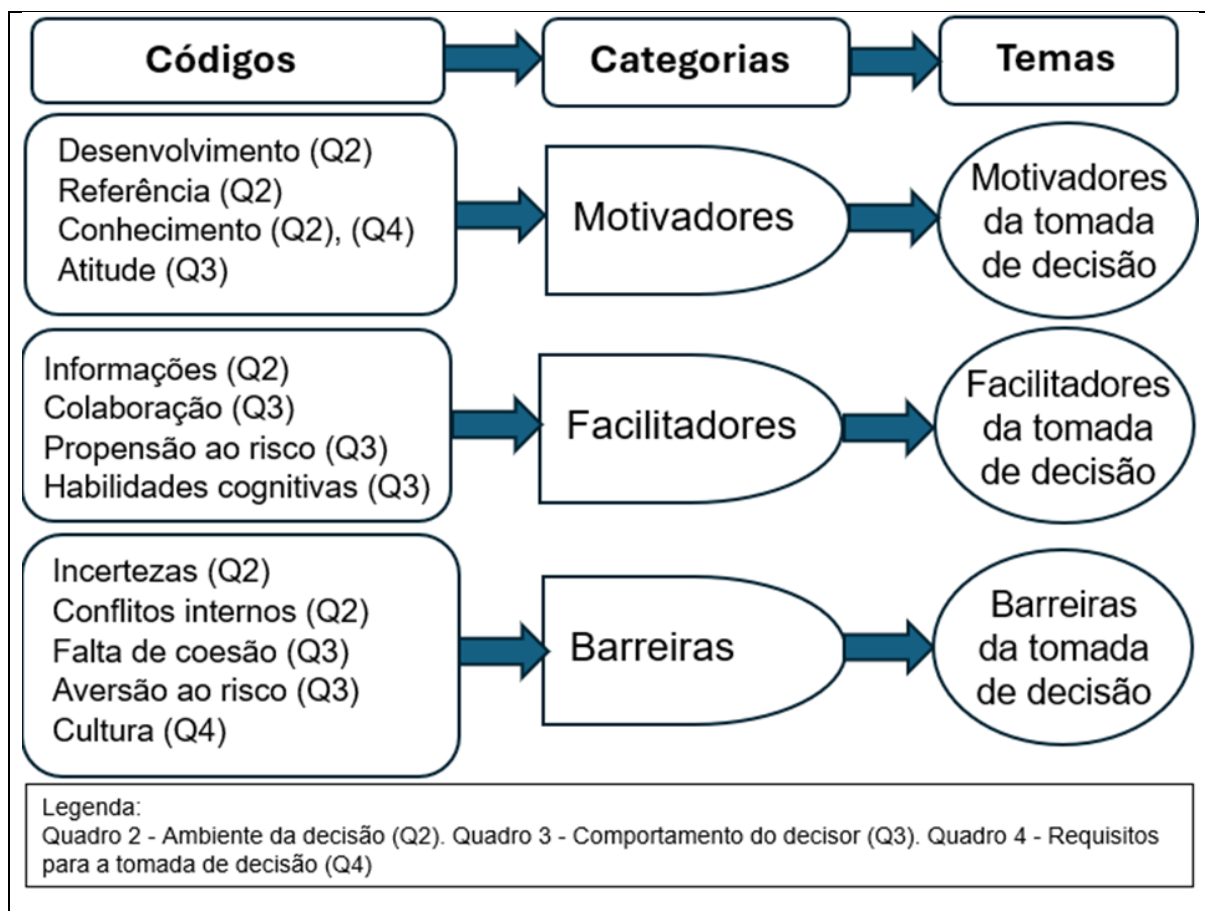 Códigos
Categorias
Temas
Desenvolvimento (Q2)
Referência (Q2)
Conhecimento (Q2), (Q4)
Atitude (Q3)
Motivadores
Motivadores
da tomada
de decisão
Informações (Q2)
Colaboração (Q3)
Propensão ao risco (Q3)
Habilidades cognitivas (Q3)
Facilitadores
Facilitadores
da tomada
de decisão
Incertezas (Q2)
Conflitos internos (Q2)
Falta de coesão (Q3)
Aversão ao risco (Q3)
Cultura (Q4)
Barreiras
Barreiras
da tomada
de decisão
Legenda:
Quadro 2 - Ambiente da decisão (Q2). Quadro 3 - Comportamento do decisor (Q3). Quadro 4 - Requisitos
para a tomada de decisão (Q4)